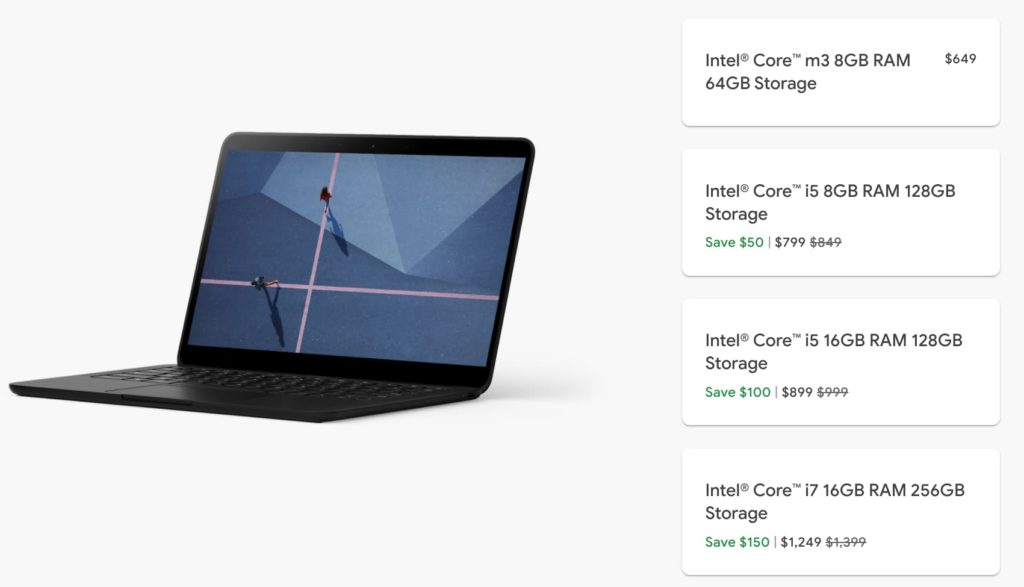 Intel® Core™ m3 8GB RAM
64GB Storage
$649
Intel® Core™ i5 8GB RAM 128GB
Storage
Save $50 | $799 $849
Intel® Core™ i5 16GB RAM 128GB
Storage
Save $100 | $899 $999
Intel® Core™ i7 16GB RAM 256GB
Storage
Save $150 | $1,249 $1,399